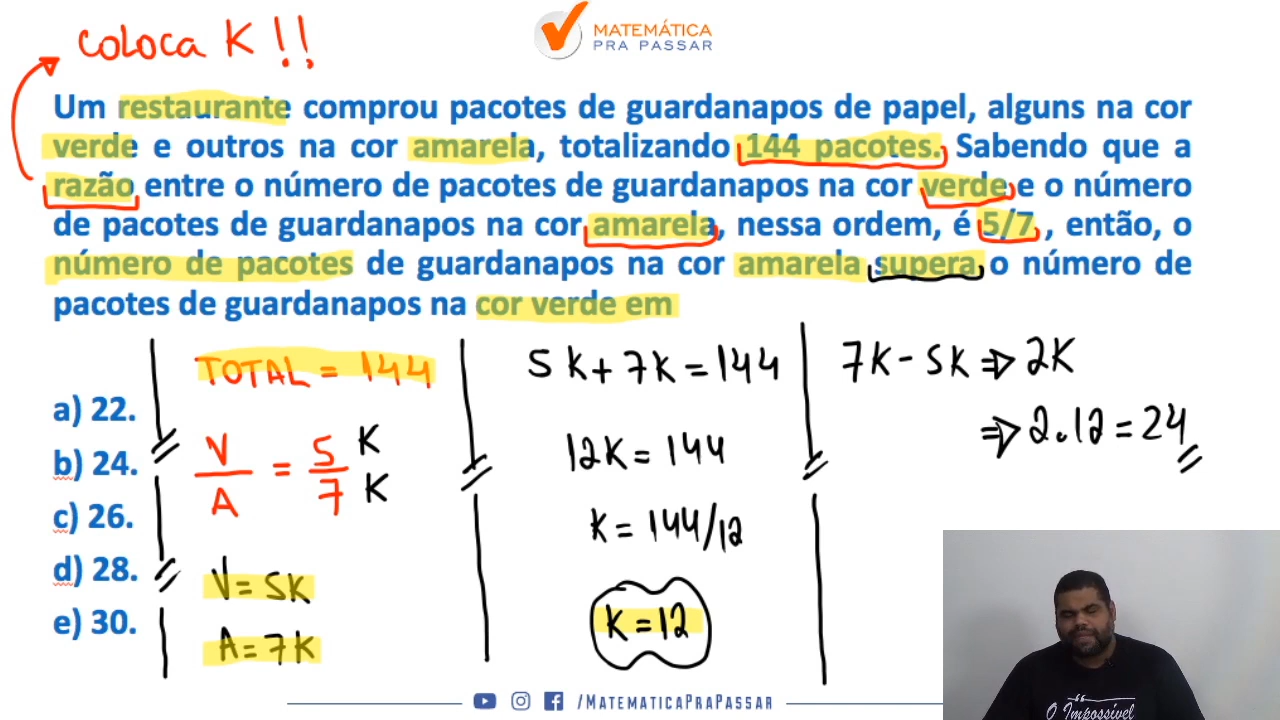 coloca K !!
MATEMÁTICA
PRA PASSAR
Um restaurante comprou pacotes de guardanapos de papel, alguns na cor
verde e outros na cor amarela, totalizando 144 pacotes. Sabendo que a
razão entre o número de pacotes de guardanapos na cor verde e o número
de pacotes de guardanapos na cor amarela, nessa ordem, é 5/7 , então, o
número de pacotes de guardanapos na cor amarela supera o número de
pacotes de guardanapos na cor verde em
a) 22.
b) 24.
c) 26.
d) 28.
e) 30.
TOTAL = 144
V/A = 5K/7K
V = 5K
A = 7K
5K + 7K = 144
12K = 144
K = 144/12
K = 12
7K - 5K ⇒ 2K
⇒ 2.12 = 24
/MatematicaPraPassar
O Impossível